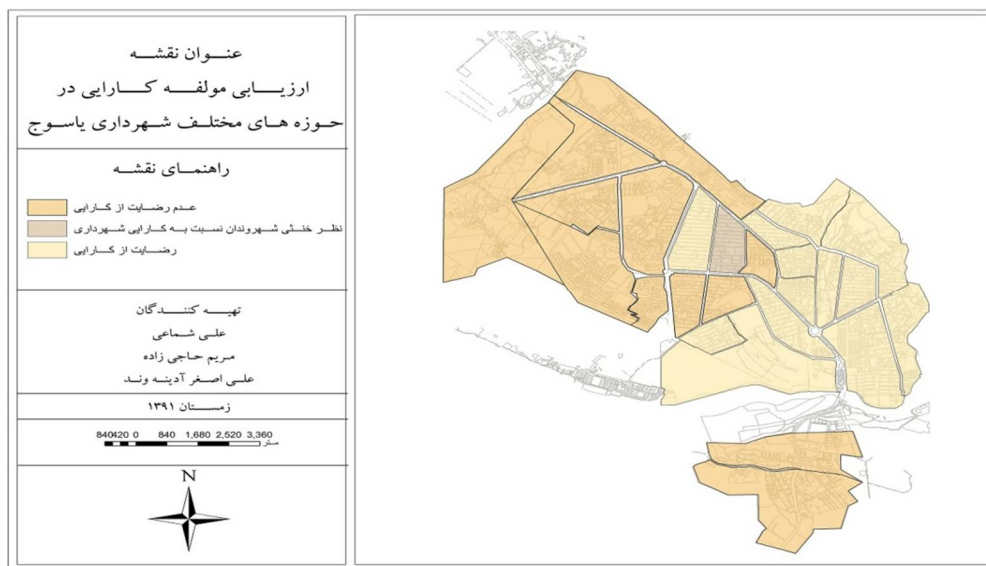 عنوان نقشه
ارزیابی مولفه کارایی در
حوزه های مختلف شهرداری یاسوج
راهنمای نقشه
عدم رضایت از کارایی
نظر خنثی شهروندان نسبت به کارایی شهرداری
رضایت از کارایی
تهیه کنندگان
علی شماعی
مریم حاجی زاده
علی اصغر آدینه وند
زمستان ۱۳۹۱
840420 0 840 1,680 2,520 3,360 متر
N